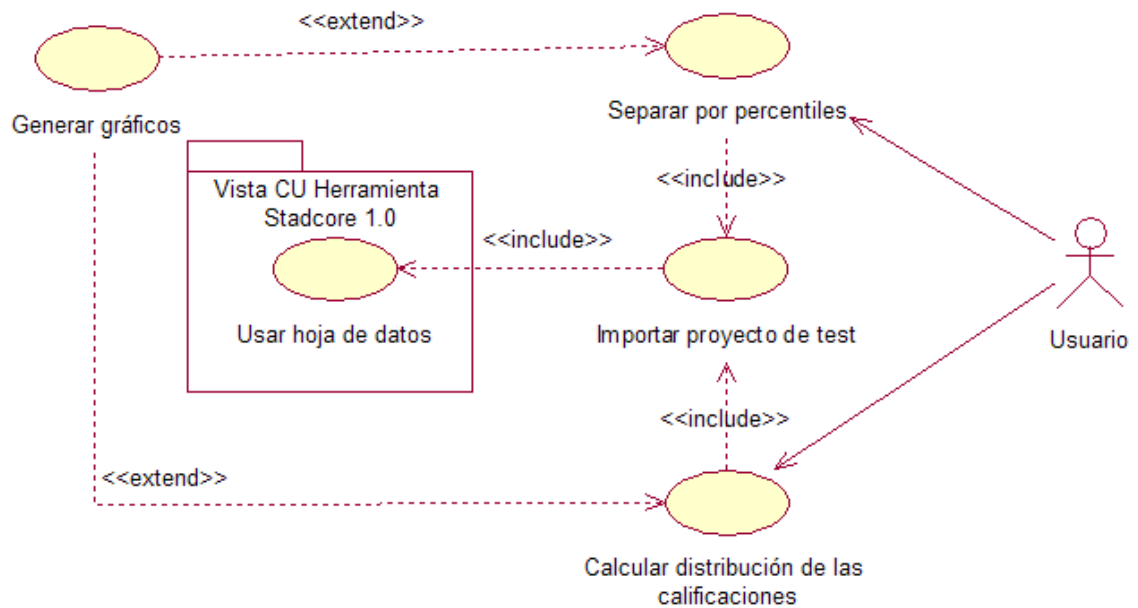 <<extend>>
Generar gráficos
Separar por percentiles
Vista CU Herramienta
Stadcore 1.0
<<include>>
<<include>>
Usar hoja de datos
Importar proyecto de test
Usuario
<<include>>
<<extend>>
Calcular distribución de las
calificaciones